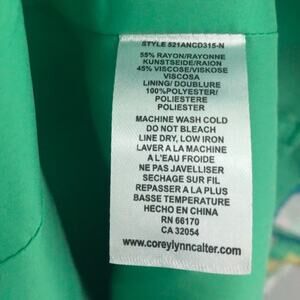 STYLE 521ANCD315-N
55% RAYON/RAYONNE
KUNSTSEIDE/RAION
45% VISCOSE/VISKOSE
VISCOSA
LINING/ DOUBLURE
100%POLYESTER/
POLIESTERE
POLIESTER
MACHINE WASH COLD
DO NOT BLEACH
LINE DRY, LOW IRON
LAVER A LA MACHINE
A L'EAU FROIDE
NE PAS JAVELLISER
SECHAGE SUR FIL
REPASSER A LA PLUS
BASSE TEMPERATURE
HECHO EN CHINA
RN 66170
CA 32054
www.coreylynncalter.com